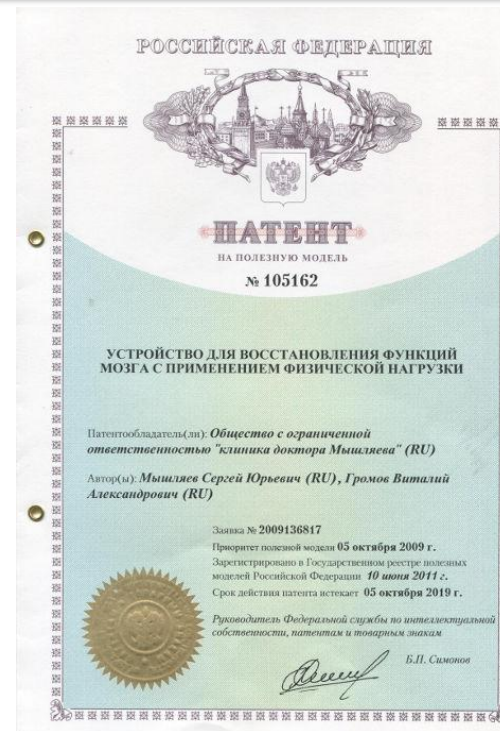 РОССИЙСКАЯ ФЕДЕРАЦИЯ
ПАТЕНТ
НА ПОЛЕЗНУЮ МОДЕЛЬ
№ 105162
УСТРОЙСТВО ДЛЯ ВОССТАНОВЛЕНИЯ ФУНКЦИЙ
МОЗГА С ПРИМЕНЕНИЕМ ФИЗИЧЕСКОЙ НАГРУЗКИ
Патентообладатель(ли): Общество с ограниченной
ответственностью "клиника доктора Мышляева" (RU)
Автор(ы): Мышляев Сергей Юрьевич (RU), Громов Виталий
Александрович (RU)
Заявка № 2009136817
Приоритет полезной модели 05 октября 2009 г.
Зарегистрировано в Государственном реестре полезных
моделей Российской Федерации 10 июня 2011 г.
Срок действия патента истекает 05 октября 2019 г.
Руководитель Федеральной службы по интеллектуальной
собственности, патентам и товарным знакам
Б.П. Симонов